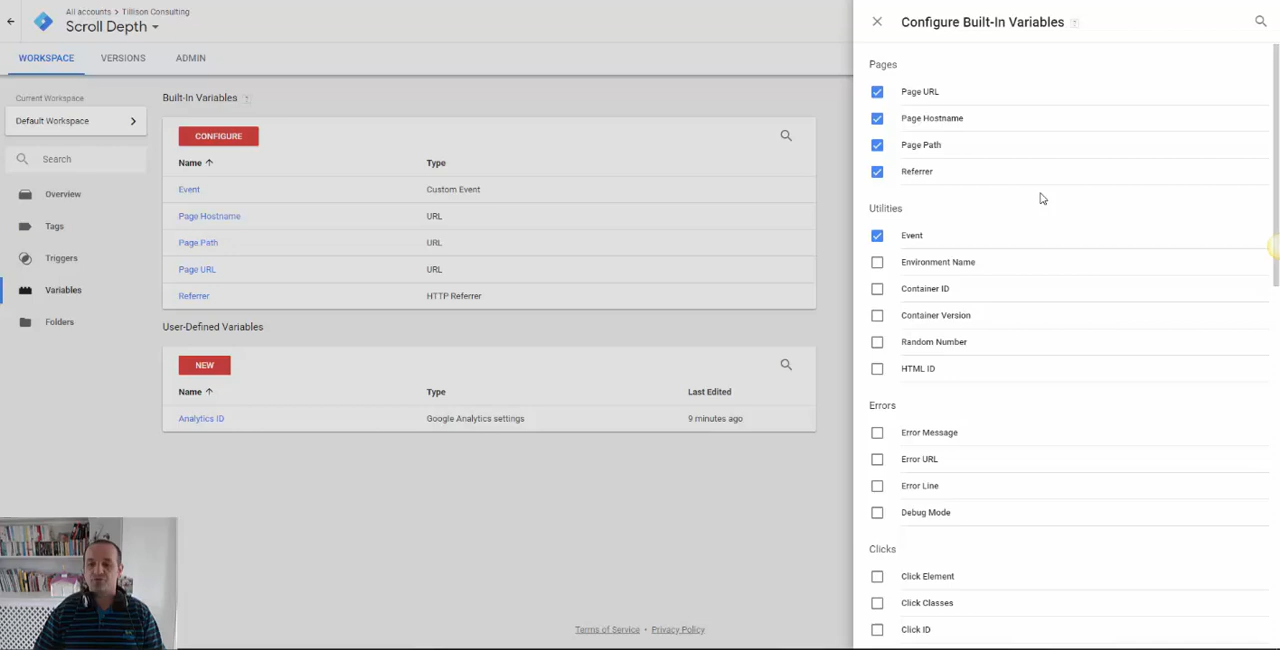 All accounts > Tillison Consulting
Scroll Depth
WORKSPACE VERSIONS ADMIN
Current Workspace
Default Workspace
Search
Overview
Tags
Triggers
Variables
Folders
Built-In Variables ?
CONFIGURE
Name Type
Event Custom Event
Page Hostname URL
Page Path URL
Page URL URL
Referrer HTTP Referrer
User-Defined Variables
NEW
Name Type Last Edited
Analytics ID Google Analytics settings 9 minutes ago
Terms of Service • Privacy Policy
Configure Built-In Variables ?
Pages
Page URL
Page Hostname
Page Path
Referrer
Utilities
Event
Environment Name
Container ID
Container Version
Random Number
HTML ID
Errors
Error Message
Error URL
Error Line
Debug Mode
Clicks
Click Element
Click Classes
Click ID